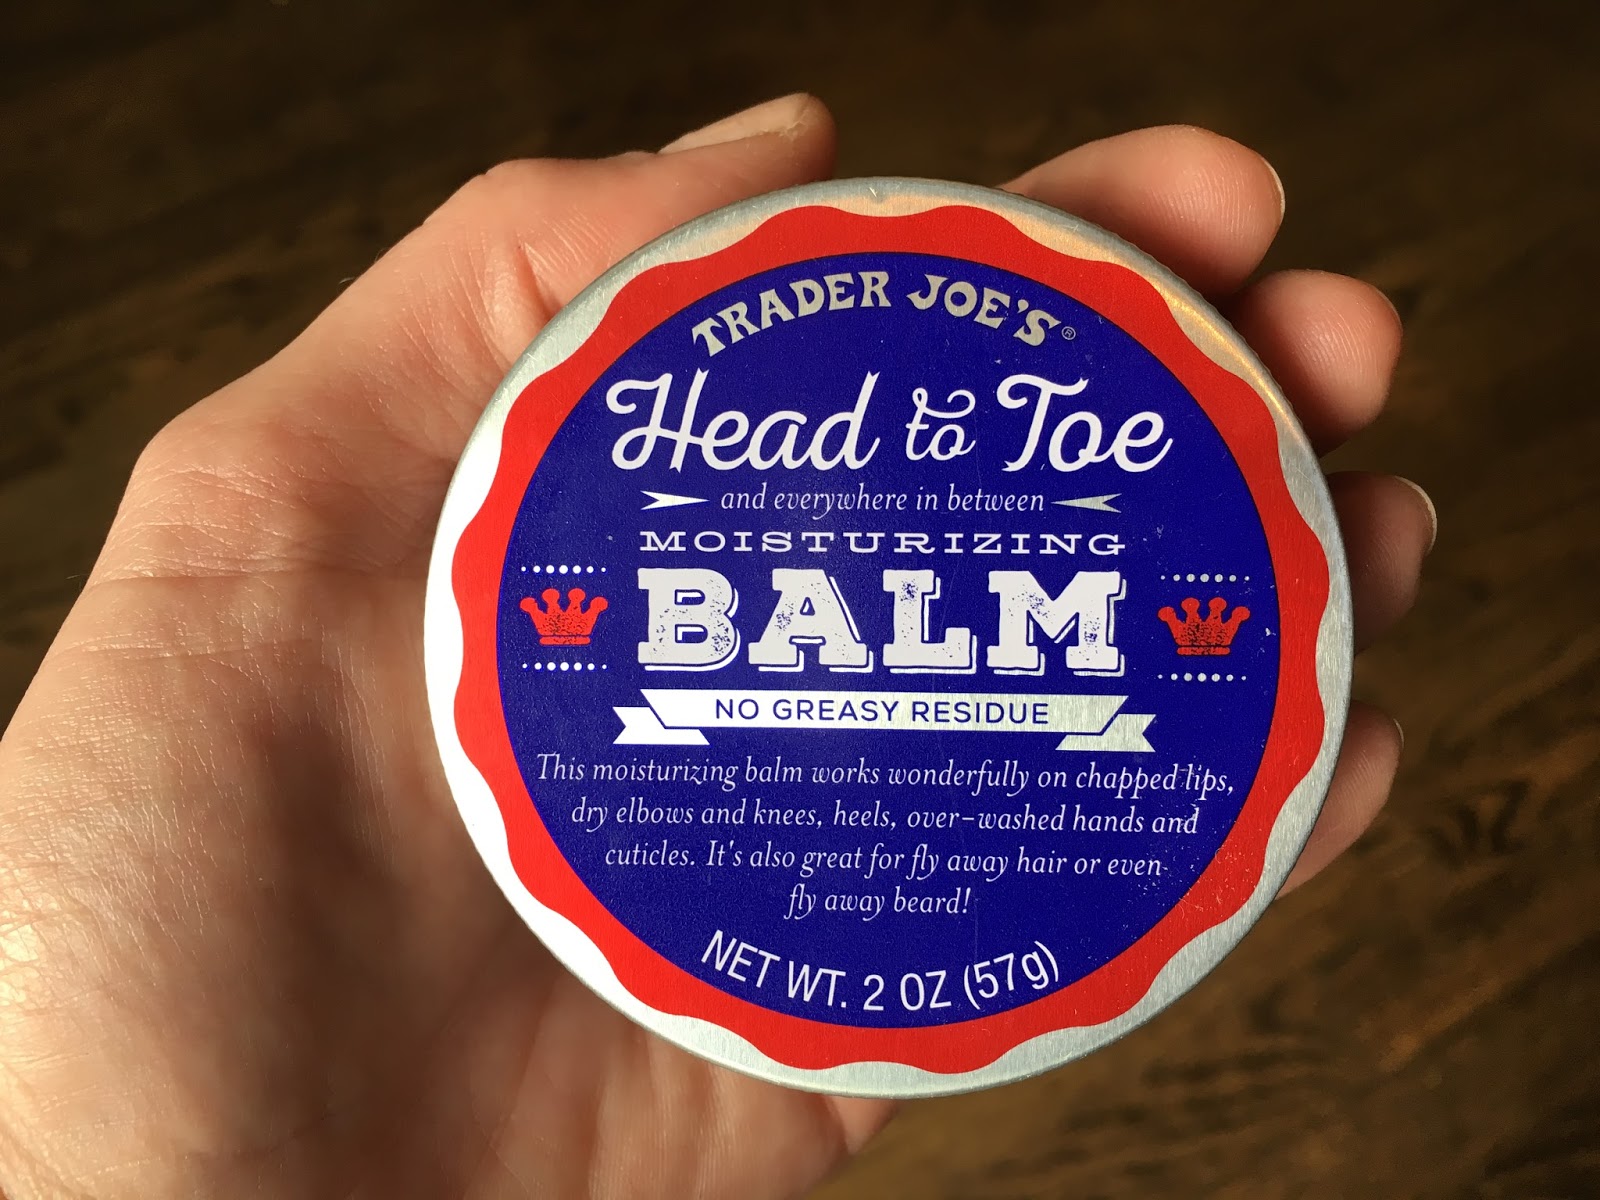 TRADER JOE'S®
Head to Toe
and everywhere in between
MOISTURIZING
BALM
NO GREASY RESIDUE
This moisturizing balm works wonderfully on chapped lips,
dry elbows and knees, heels, over-washed hands and
cuticles. It's also great for fly away hair or even
fly away beard!
NET WT. 2 OZ (57g)